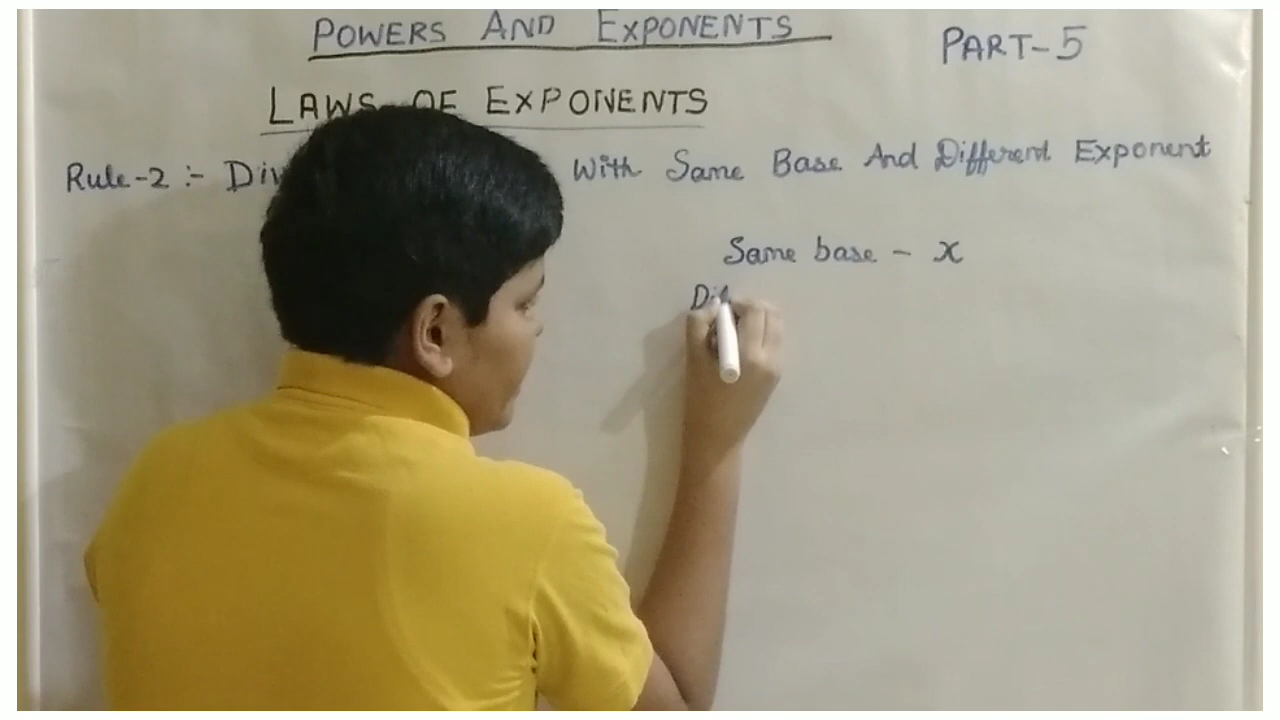 POWERS AND EXPONENTS
PART-5
LAWS OF EXPONENTS
Rule-2 :- Div With Same Base And Different Exponent
Same base - x
Dif